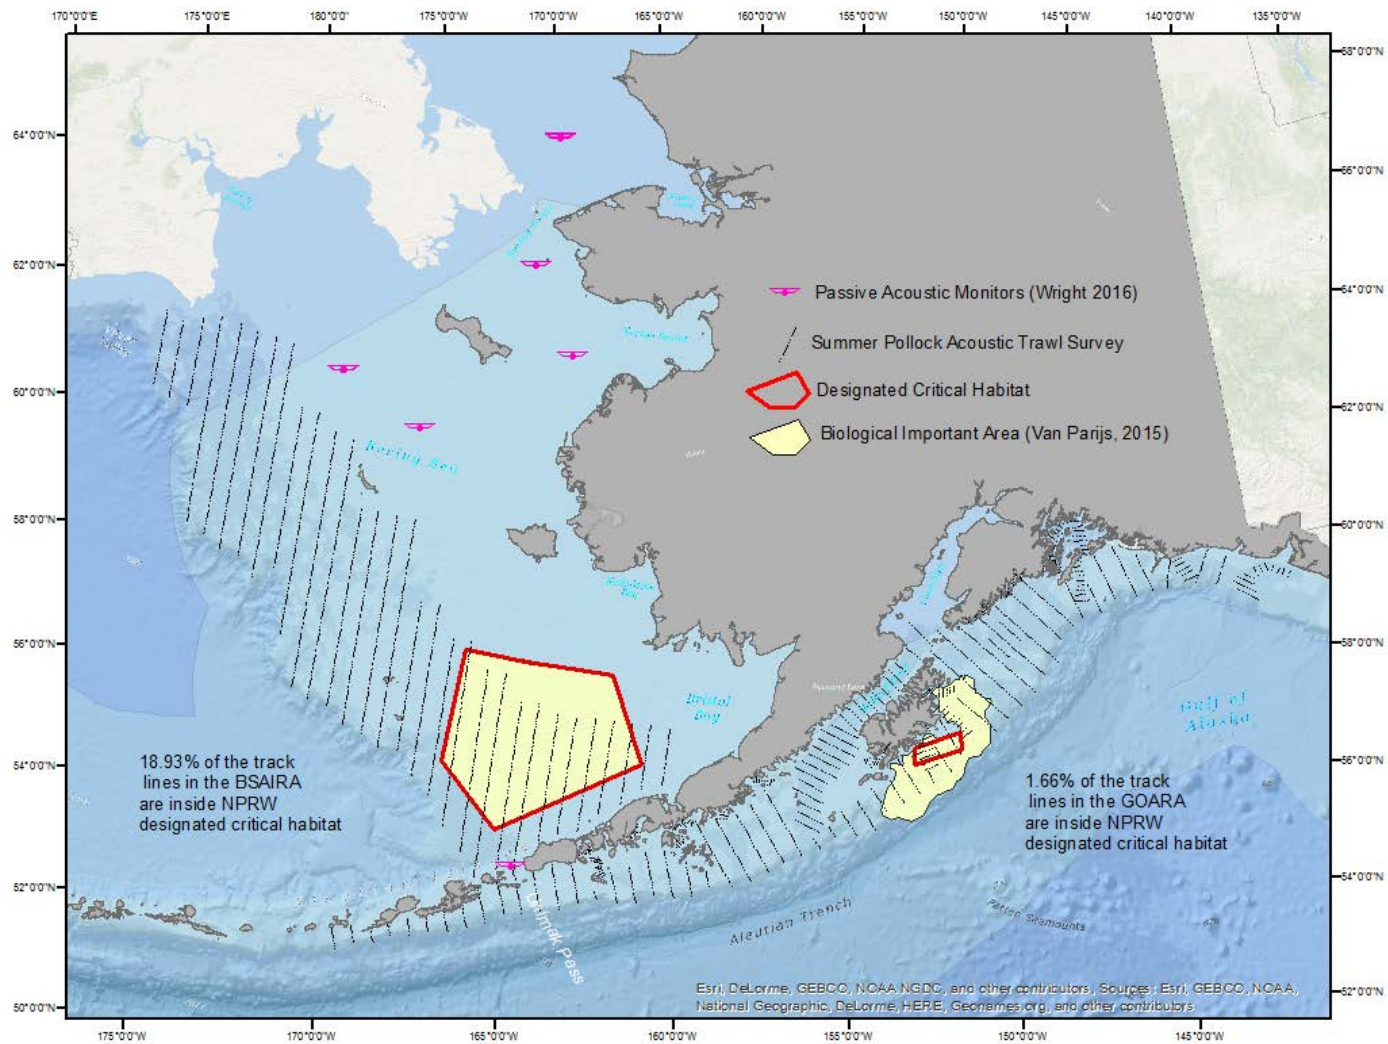 170°0'0"E 175°0'0"E 180°0'0" 175°0'0"W 170°0'0"W 165°0'0"W 160°0'0"W 155°0'0"W 150°0'0"W 145°0'0"W 140°0'0"W 135°0'0"W
68°0'0"N
64°0'0"N
66°0'0"N
62°0'0"N
64°0'0"N
Passive Acoustic Monitors (Wright 2016)
Norton Sound
Summer Pollock Acoustic Trawl Survey
60°0'0"N
Designated Critical Habitat
62°0'0"N
Biological Important Area (Van Parijs, 2015)
Bering Sea
58°0'0"N
60°0'0"N
56°0'0"N
58°0'0"N
Bristol
Bay
Gulf of
Alaska
54°0'0"N
56°0'0"N
18.93% of the track
lines in the BSAIRA
are inside NPRW
designated critical habitat
1.66% of the track
lines in the GOARA
are inside NPRW
designated critical habitat
52°0'0"N
54°0'0"N
Unimak Pass
Aleutian Trench
Patton Seamounts
50°0'0"N
52°0'0"N
Esri, DeLorme, GEBCO, NOAA NGDC, and other contributors, Sources: Esri, GEBCO, NOAA,
National Geographic, DeLorme, HERE, Geonames.org, and other contributors
175°0'0"W 170°0'0"W 165°0'0"W 160°0'0"W 155°0'0"W 150°0'0"W 145°0'0"W